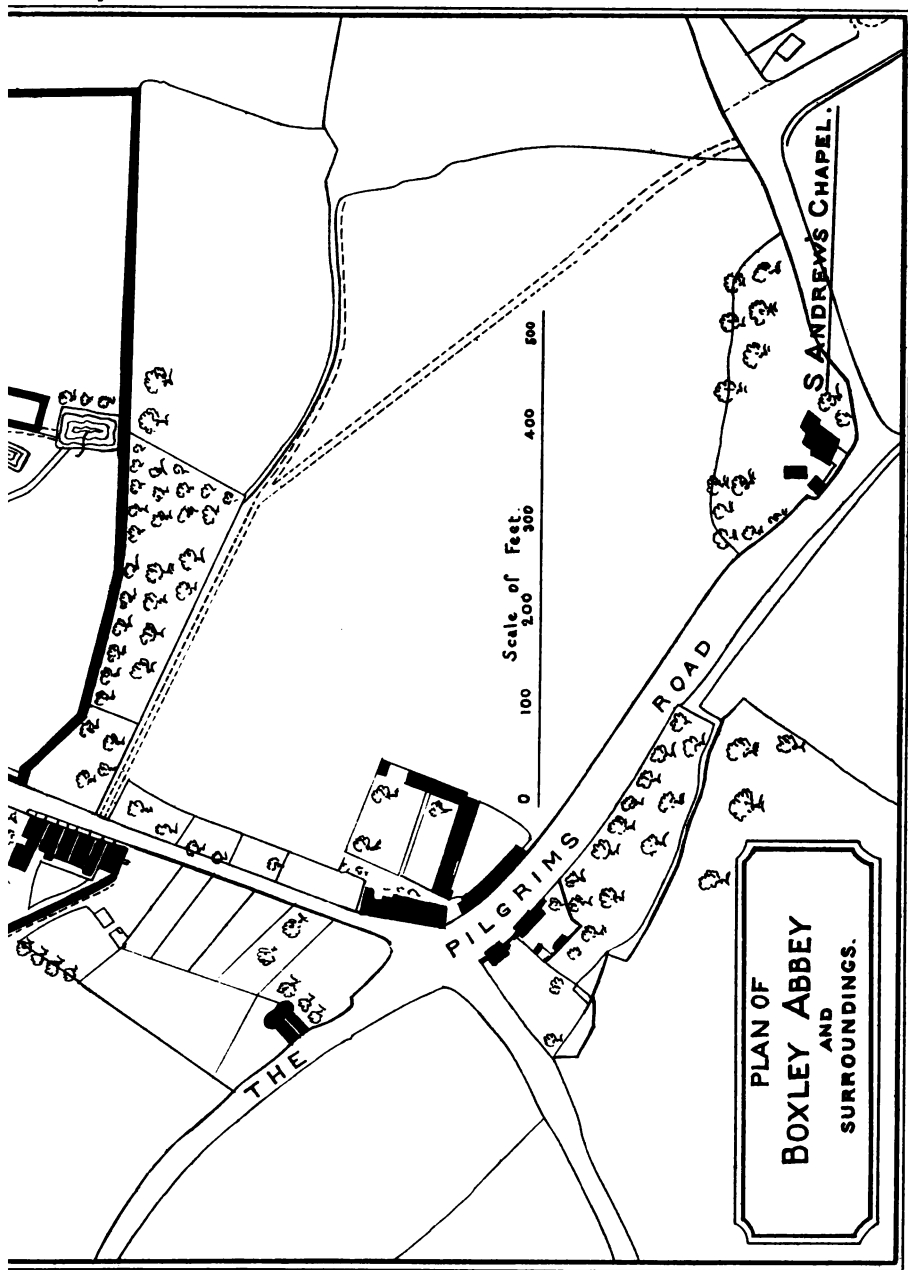 PLAN OF
BOXLEY ABBEY
AND
SURROUNDINGS.
THE PILGRIMS ROAD
S ANDREW'S CHAPEL.
Scale of Feet.
0 100 200 300 400 500